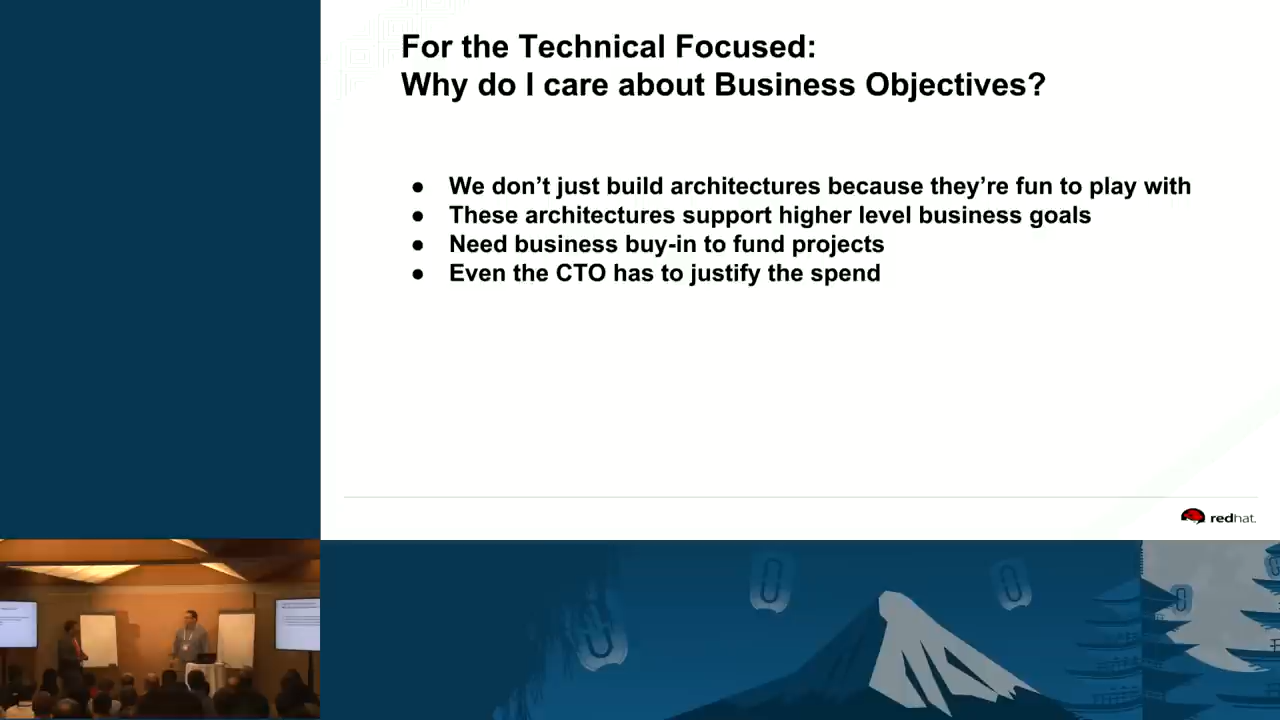 For the Technical Focused:
Why do I care about Business Objectives?
● We don’t just build architectures because they’re fun to play with
● These architectures support higher level business goals
● Need business buy-in to fund projects
● Even the CTO has to justify the spend
redhat.